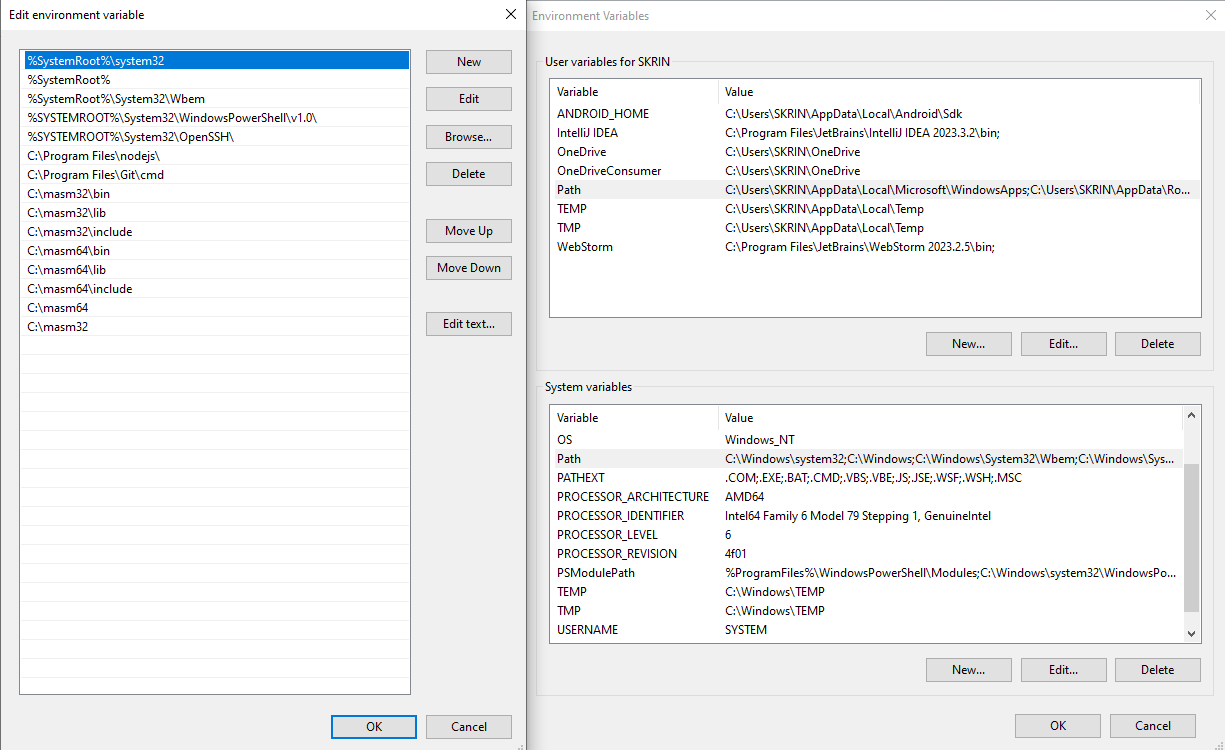 Edit environment variable
%SystemRoot%\system32
%SystemRoot%
%SystemRoot%\System32\Wbem
%SYSTEMROOT%\System32\WindowsPowerShell\v1.0\
%SYSTEMROOT%\System32\OpenSSH\
C:\Program Files\nodejs\
C:\Program Files\Git\cmd
C:\masm32\bin
C:\masm32\lib
C:\masm32\include
C:\masm64\bin
C:\masm64\lib
C:\masm64\include
C:\masm64
C:\masm32
New
Edit
Browse...
Delete
Move Up
Move Down
Edit text...
OK
Cancel
Environment Variables
User variables for SKRIN
Variable Value
ANDROID_HOME C:\Users\SKRIN\AppData\Local\Android\Sdk
IntelliJ IDEA C:\Program Files\JetBrains\IntelliJ IDEA 2023.3.2\bin;
OneDrive C:\Users\SKRIN\OneDrive
OneDriveConsumer C:\Users\SKRIN\OneDrive
Path C:\Users\SKRIN\AppData\Local\Microsoft\WindowsApps;C:\Users\SKRIN\AppData\Ro...
TEMP C:\Users\SKRIN\AppData\Local\Temp
TMP C:\Users\SKRIN\AppData\Local\Temp
WebStorm C:\Program Files\JetBrains\WebStorm 2023.2.5\bin;
New... Edit... Delete
System variables
Variable Value
OS Windows_NT
Path C:\Windows\system32;C:\Windows;C:\Windows\System32\Wbem;C:\Windows\Sys...
PATHEXT .COM;.EXE;.BAT;.CMD;.VBS;.VBE;.JS;.JSE;.WSF;.WSH;.MSC
PROCESSOR_ARCHITECTURE AMD64
PROCESSOR_IDENTIFIER Intel64 Family 6 Model 79 Stepping 1, GenuineIntel
PROCESSOR_LEVEL 6
PROCESSOR_REVISION 4f01
PSModulePath %ProgramFiles%\WindowsPowerShell\Modules;C:\Windows\system32\WindowsPo...
TEMP C:\Windows\TEMP
TMP C:\Windows\TEMP
USERNAME SYSTEM
New... Edit... Delete
OK Cancel